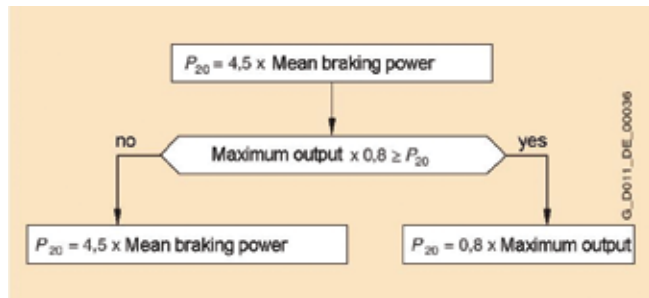 P20 = 4,5 x Mean braking power
no
yes
Maximum output x 0,8 ≥ P20
P20 = 4,5 x Mean braking power
P20 = 0,8 x Maximum output
G_D011_DE_00036